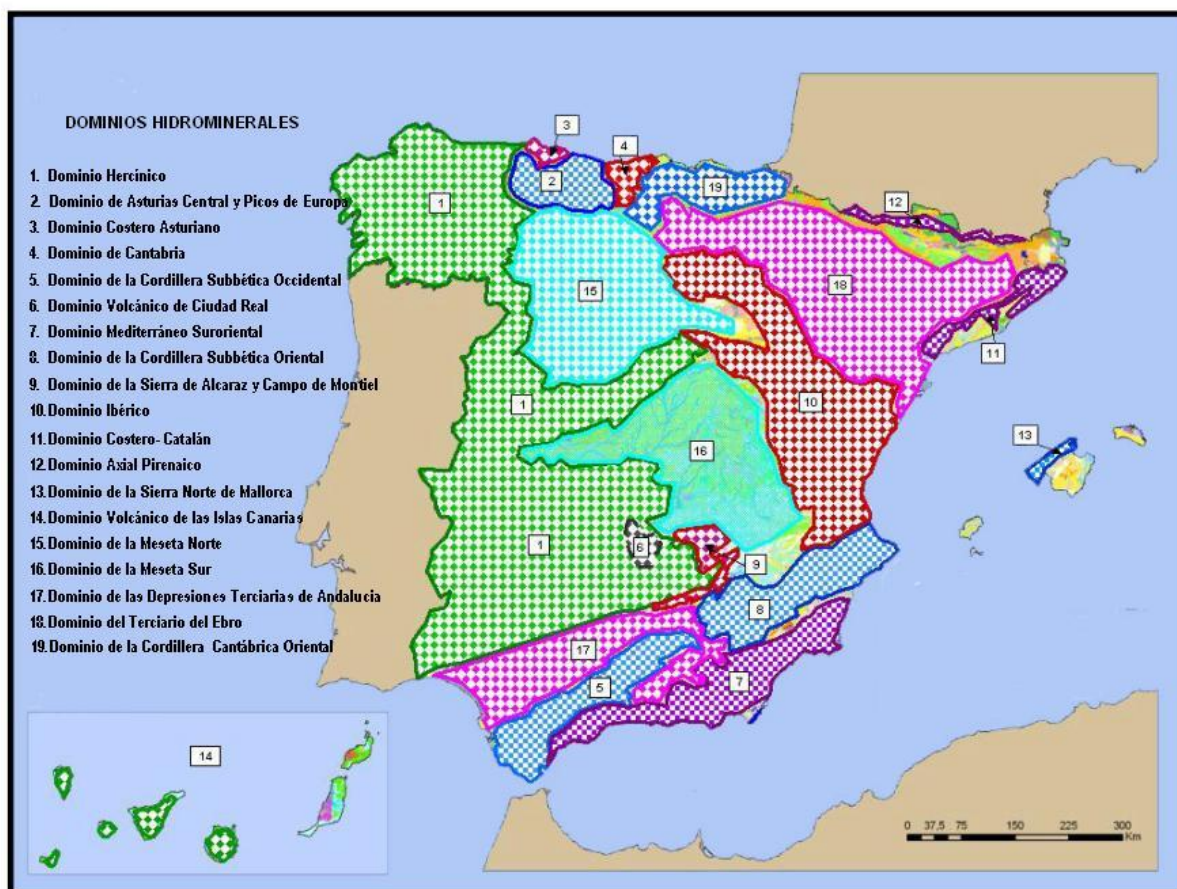 DOMINIOS HIDROMINERALES
1. Dominio Hercínico
2. Dominio de Asturias Central y Picos de Europa
3. Dominio Costero Asturiano
4. Dominio de Cantabria
5. Dominio de la Cordillera Subbética Occidental
6. Dominio Volcánico de Ciudad Real
7. Dominio Mediterráneo Suroriental
8. Dominio de la Cordillera Subbética Oriental
9. Dominio de la Sierra de Alcaraz y Campo de Montiel
10. Dominio Ibérico
11. Dominio Costero- Catalán
12. Dominio Axial Pirenaico
13. Dominio de la Sierra Norte de Mallorca
14. Dominio Volcánico de las Islas Canarias
15. Dominio de la Meseta Norte
16. Dominio de la Meseta Sur
17. Dominio de las Depresiones Terciarias de Andalucia
18. Dominio del Terciario del Ebro
19. Dominio de la Cordillera Cantábrica Oriental
3
4
2
19
1
12
15
18
11
1
10
16
13
1
6
9
8
17
5
7
14
0 37,5 75 150 225 300
Km